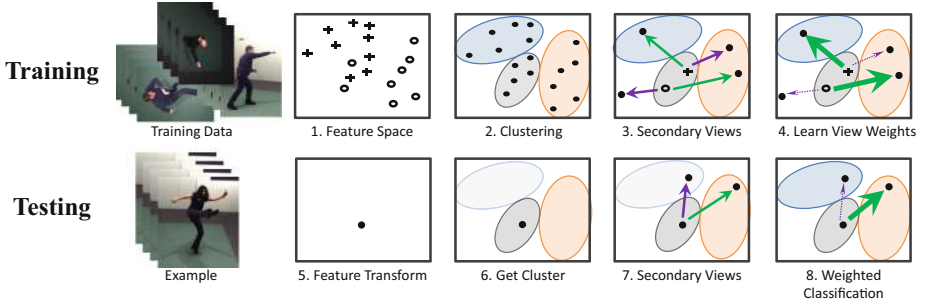 Training
Training Data
1. Feature Space
2. Clustering
3. Secondary Views
4. Learn View Weights
Testing
Example
5. Feature Transform
6. Get Cluster
7. Secondary Views
8. Weighted
Classification